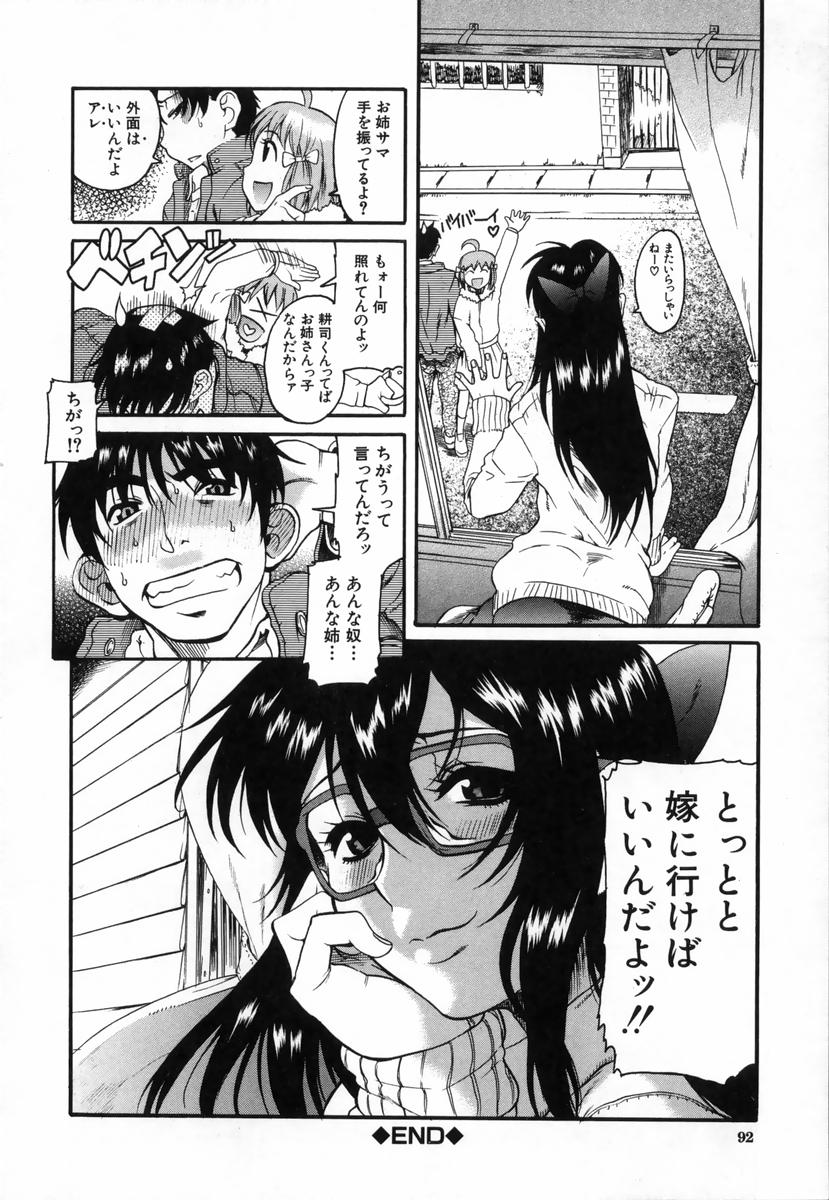 またいらっしゃい
ねー♡
バイバーイ♡
お姉サマ
手を振ってるよ?
外面は
いいんだよ
アレ
もォー何
照れてんのよッ
耕司くんってば
お姉さんっ子
なんだからァ
ベチンッ
ちがっ!?
ちがうって
言ってんだろッ
あんな奴…
あんな姉…
とっとと
嫁に行けば
いいんだよッ!!
◆END◆
92